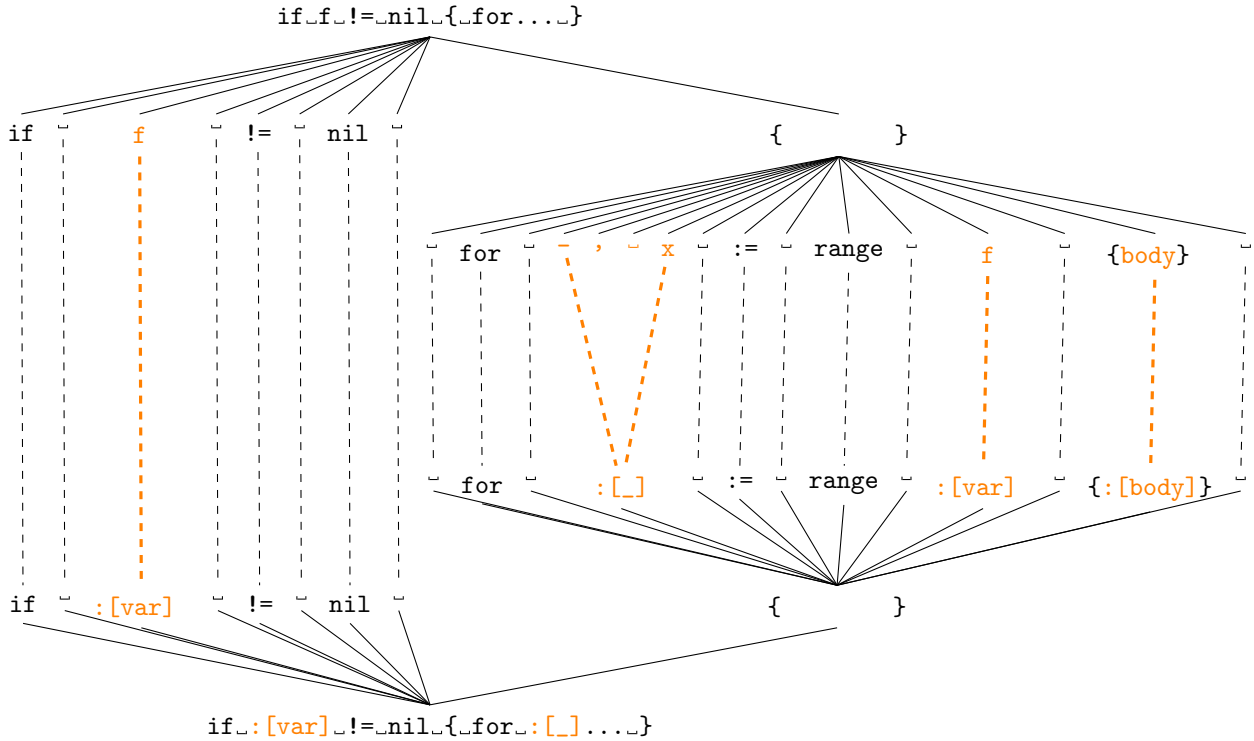 if␣f␣!=␣nil␣{␣for...␣}
if ␣ f ␣ != ␣ nil ␣ { }
␣ for ␣ _ , ␣ x ␣ := ␣ range ␣ f ␣ {body} ␣
␣ for ␣ :[_] ␣ := ␣ range ␣ :[var] ␣ {:[body]} ␣
if ␣ :[var] ␣ != ␣ nil ␣ { }
if␣:[var]␣!=␣nil␣{␣for␣:[_]...␣}